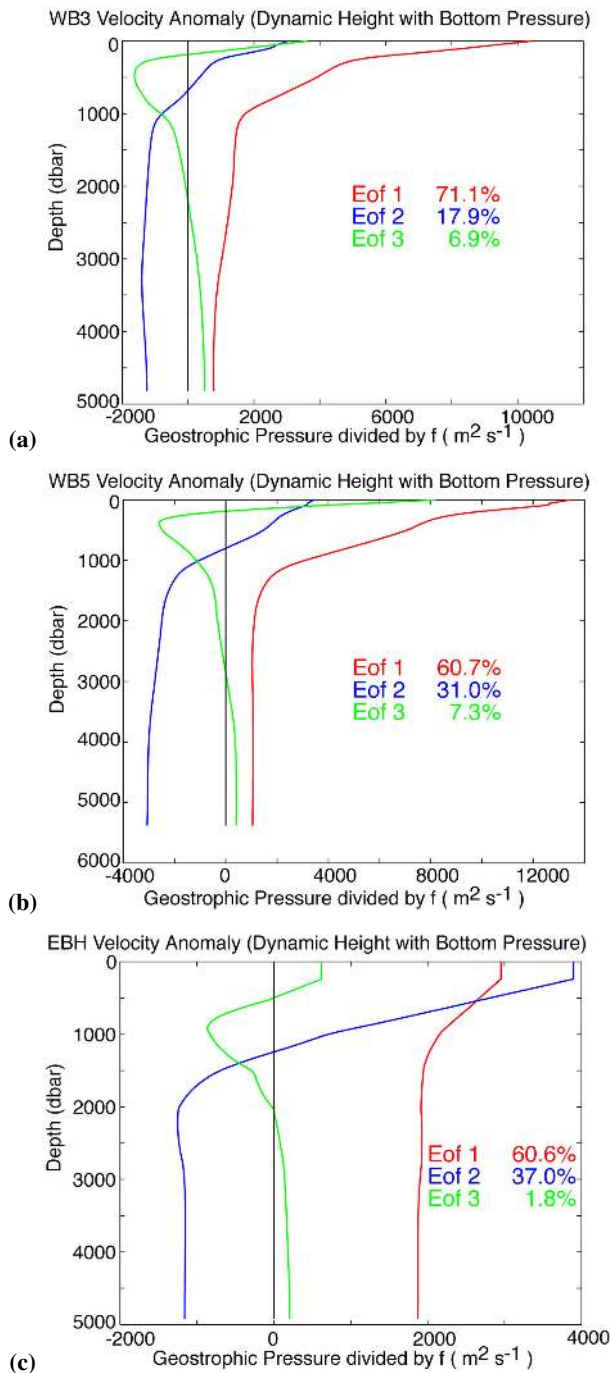 WB3 Velocity Anomaly (Dynamic Height with Bottom Pressure)
0
1000
2000
3000
4000
5000
Depth (dbar)
Eof 1 71.1%
Eof 2 17.9%
Eof 3 6.9%
-2000 2000 6000 10000
(a) Geostrophic Pressure divided by f ( m2 s-1 )
WB5 Velocity Anomaly (Dynamic Height with Bottom Pressure)
0
1000
2000
3000
4000
5000
6000
Depth (dbar)
Eof 1 60.7%
Eof 2 31.0%
Eof 3 7.3%
-4000 0 4000 8000 12000
(b) Geostrophic Pressure divided by f ( m2 s-1 )
EBH Velocity Anomaly (Dynamic Height with Bottom Pressure)
0
1000
2000
3000
4000
5000
Depth (dbar)
Eof 1 60.6%
Eof 2 37.0%
Eof 3 1.8%
-2000 0 2000 4000
(c) Geostrophic Pressure divided by f ( m2 s-1 )